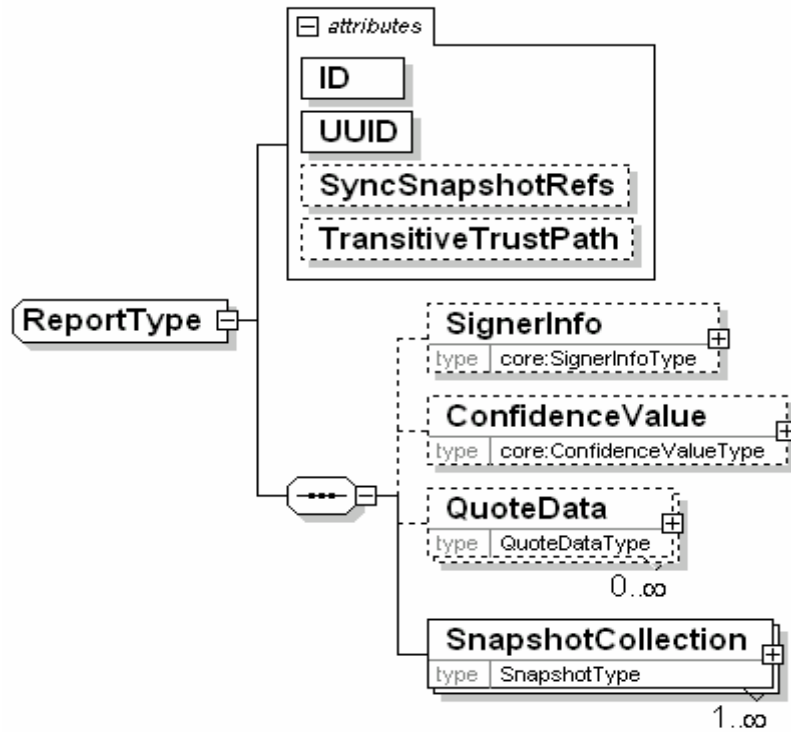 attributes
ID
UUID
SyncSnapshotRefs
TransitiveTrustPath
ReportType
SignerInfo
type core:SignerInfoType
ConfidenceValue
type core:ConfidenceValueType
QuoteData
type QuoteDataType
0..∞
SnapshotCollection
type SnapshotType
1..∞